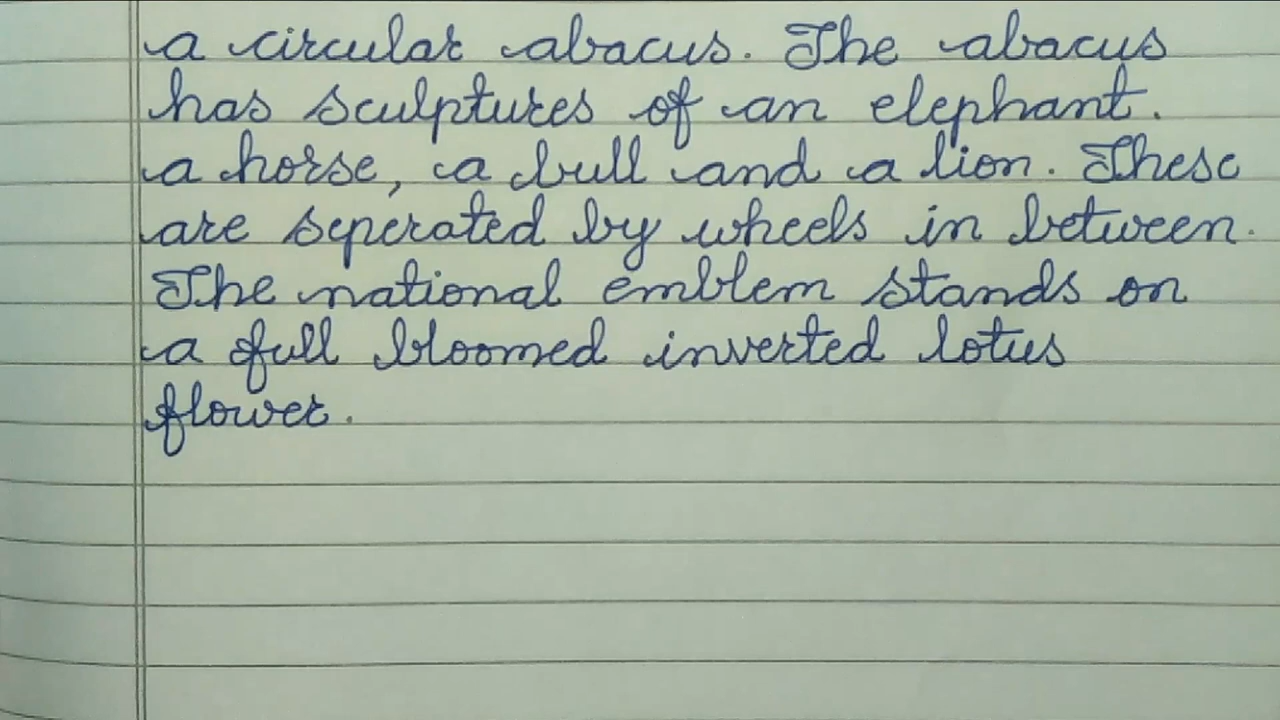 a circular abacus. The abacus
has sculptures of an elephant.
a horse, a bull and a lion. These
are seperated by wheels in between.
The national emblem stands on
a full bloomed inverted lotus
flower.